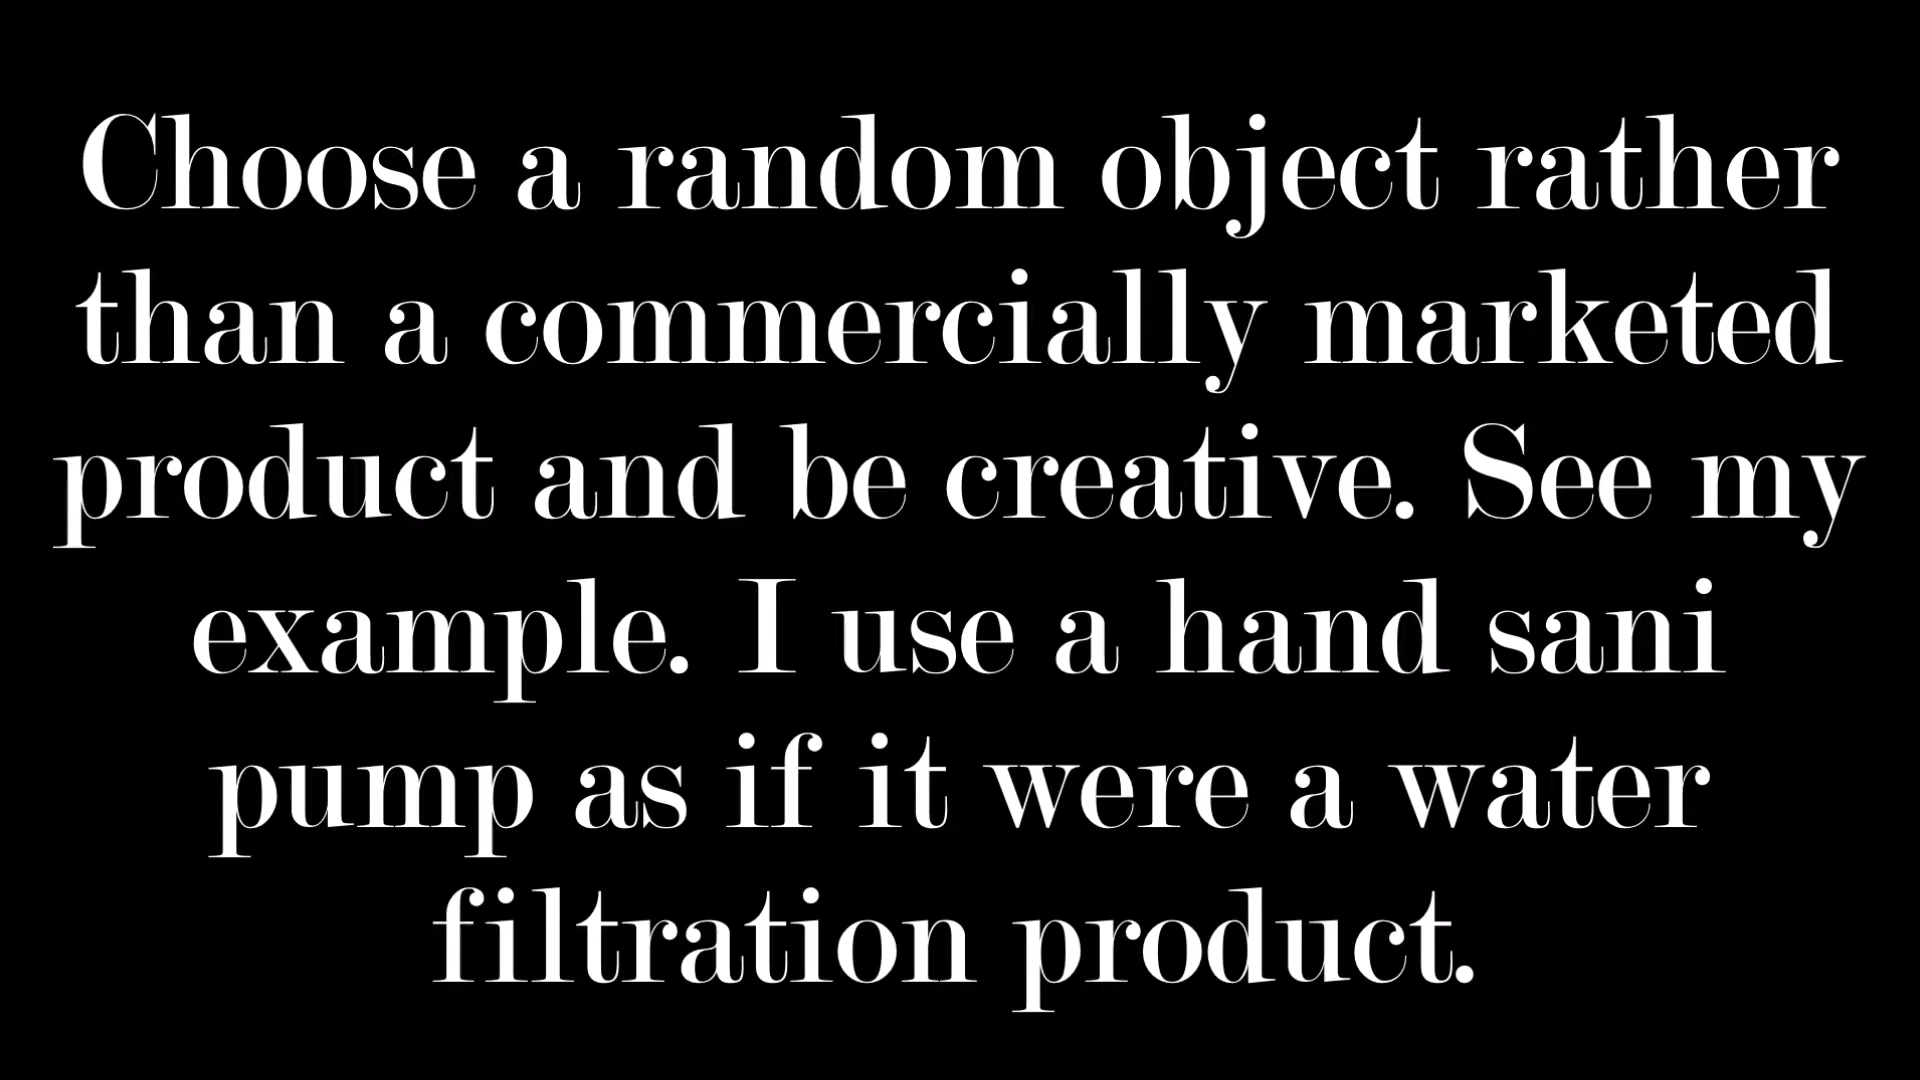 Choose a random object rather
than a commercially marketed
product and be creative. See my
example. I use a hand sani
pump as if it were a water
filtration product.